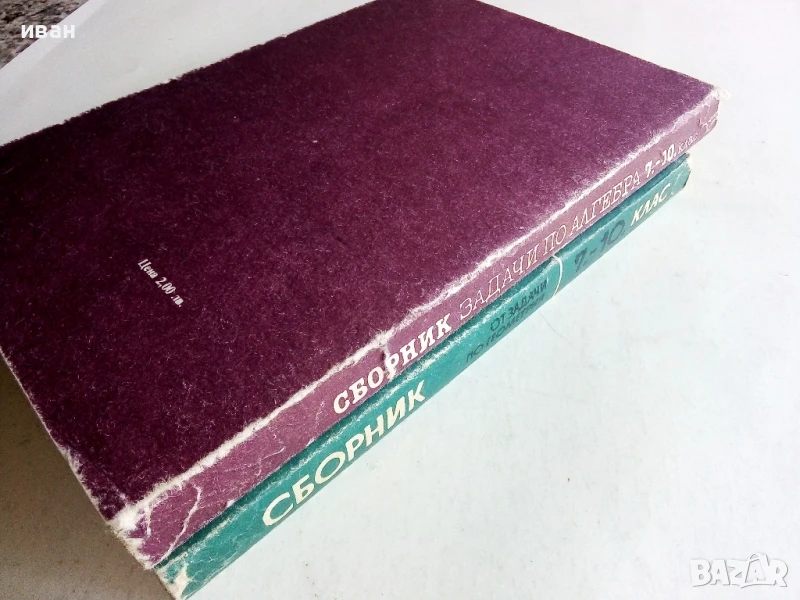 иван
Цена 2,00 лв.
СБОРНИК ЗАДАЧИ ПО АЛГЕБРА 7.–10. КЛАС
СБОРНИК
ОТ ЗАДАЧИ
ПО ГЕОМЕТРИЯ
7–10. КЛАС
BAZAR